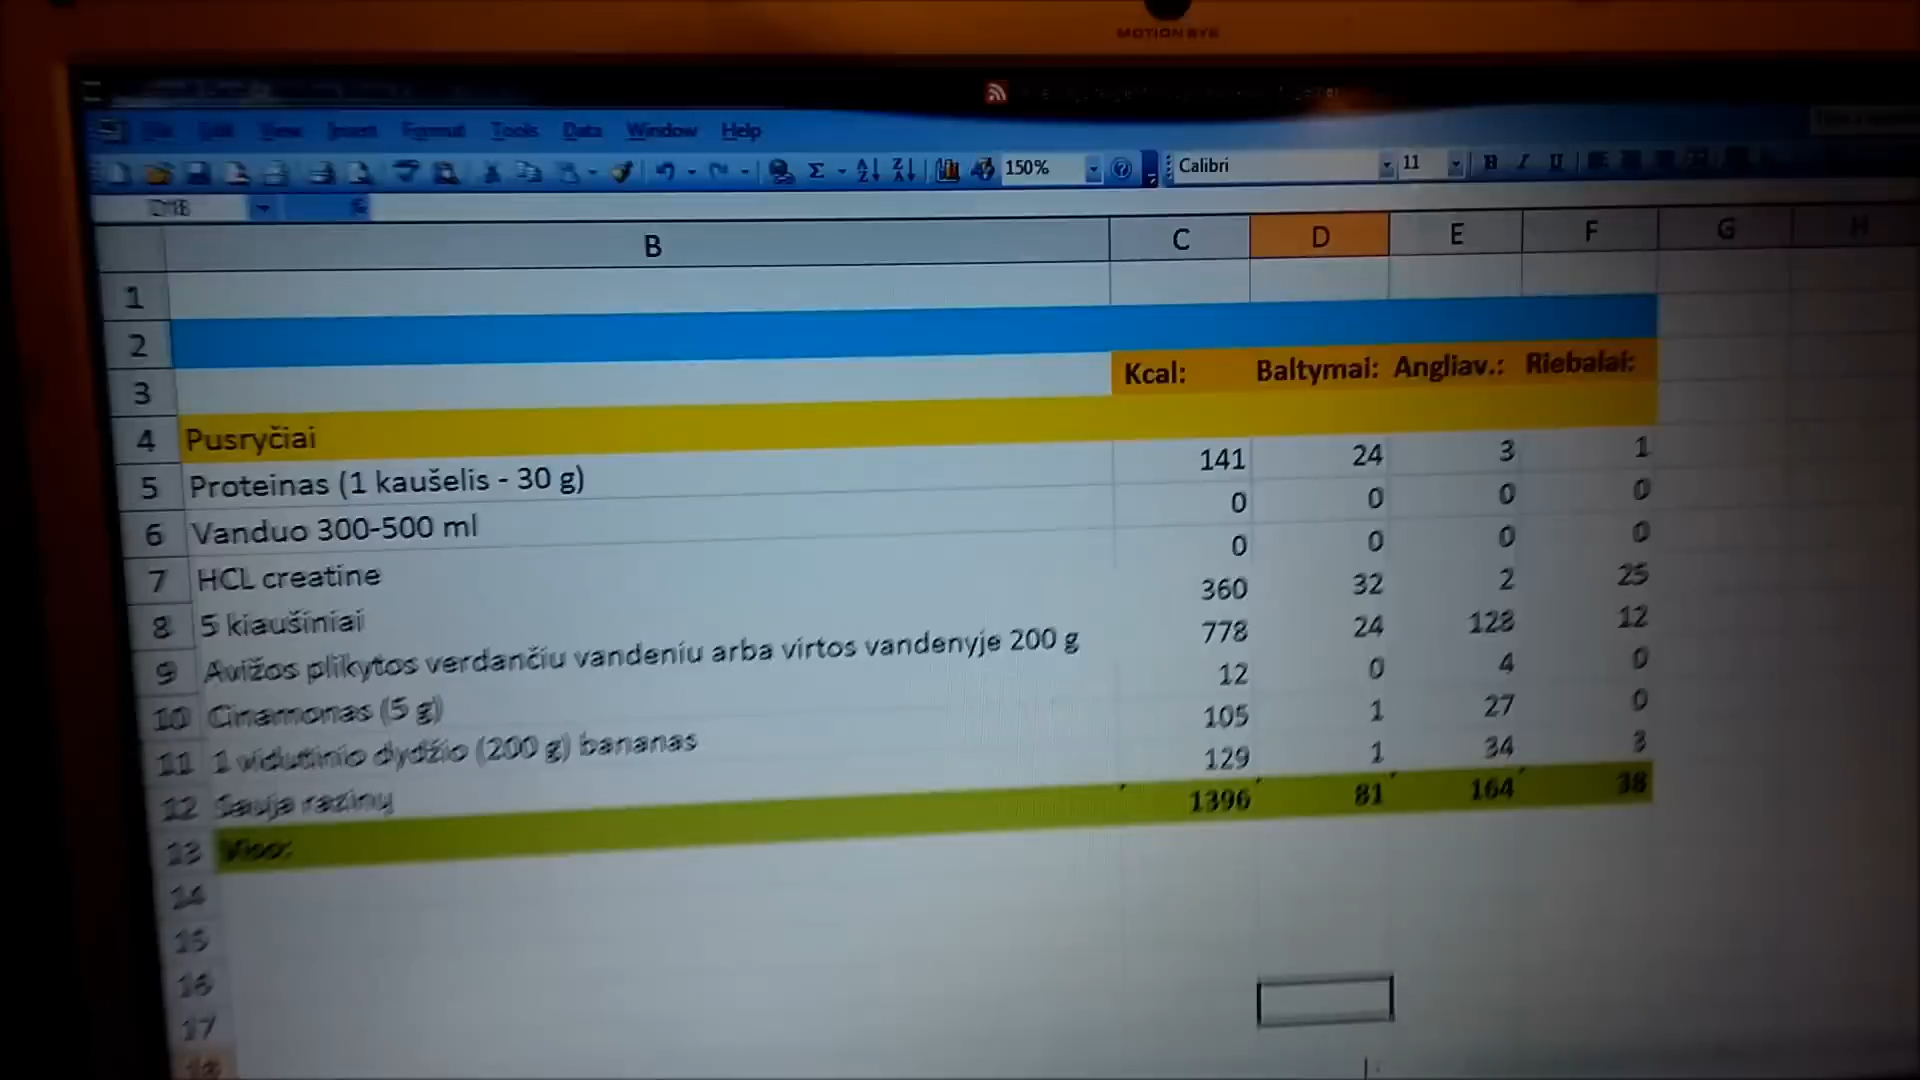 MOTION EYE
File Edit View Insert Format Tools Data Window Help
150% Calibri 11 B I U
D18
B C D E F G H
1
2
3 Kcal: Baltymai: Angliav.: Riebalai:
4 Pusryčiai
5 Proteinas (1 kaušelis - 30 g) 141 24 3 1
6 Vanduo 300-500 ml 0 0 0 0
7 HCL creatine 0 0 0 0
8 5 kiaušiniai 360 32 2 25
9 Avižos plikytos verdančiu vandeniu arba virtos vandenyje 200 g 778 24 128 12
10 Cinamonas (5 g) 12 0 4 0
11 1 vidutinio dydžio (200 g) bananas 105 1 27 0
12 Sauja razinų 129 1 34 3
13 Viso: 1396 81 164 38
14
15
16
17
18